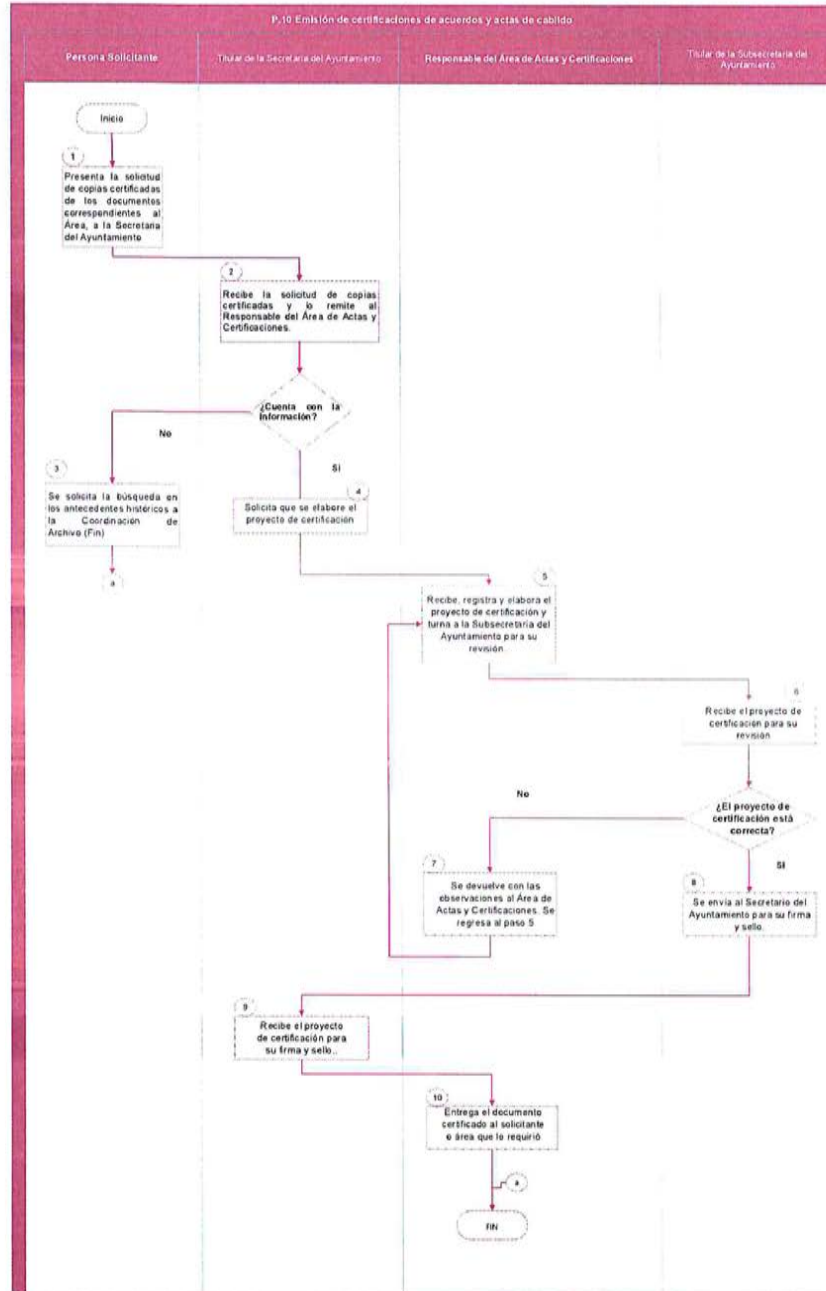 P.10 Emisión de certificaciones de acuerdos y actas de cabildo
Persona Solicitante
Titular de la Secretaría del Ayuntamiento
Responsable del Área de Actas y Certificaciones
Titular de la Subsecretaría del
Ayuntamiento
Inicio
1
Presenta la solicitud
de copias certificadas
de los documentos
correspondientes al
Área, a la Secretaria
del Ayuntamiento
2
Recibe la solicitud de copias
certificadas y lo remite al
Responsable del Área de Actas y
Certificaciones.
¿Cuenta con la
información?
No
Si
3
Se solicita la búsqueda en
los antecedentes históricos a
la Coordinación de
Archivo (Fin)
a
4
Solicita que se elabore el
proyecto de certificación
5
Recibe, registra y elabora el
proyecto de certificación y
turna a la Subsecretaría del
Ayuntamiento para su
revisión.
6
Recibe el proyecto de
certificación para su
revisión
¿El proyecto de
certificación está
correcta?
No
Si
7
Se devuelve con las
observaciones al Área de
Actas y Certificaciones. Se
regresa al paso 5
8
Se envía al Secretario del
Ayuntamiento para su firma
y sello.
9
Recibe el proyecto
de certificación para
su firma y sello..
10
Entrega el documento
certificado al solicitante
o área que lo requirió
a
FIN